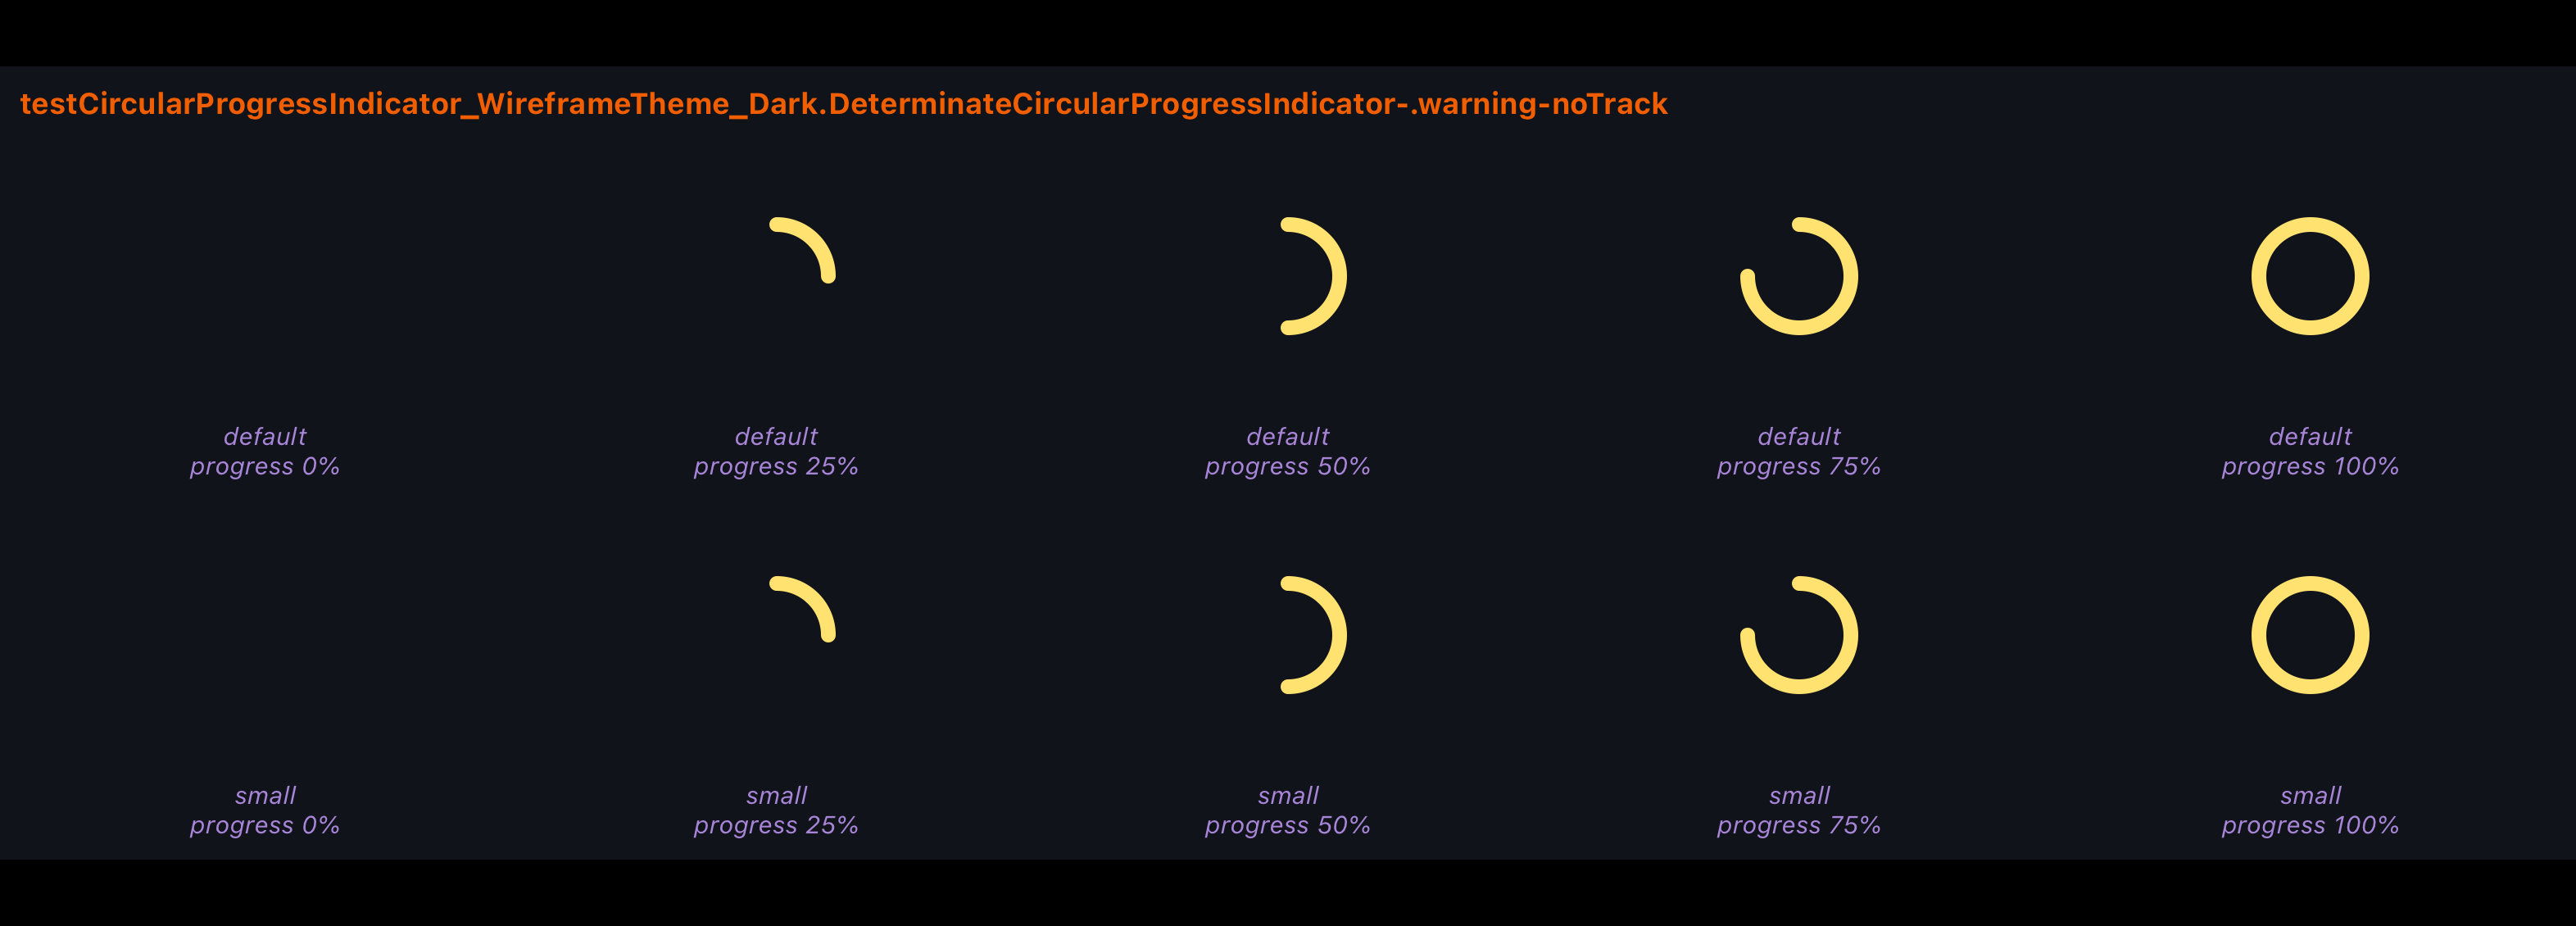 testCircularProgressIndicator_WireframeTheme_Dark.DeterminateCircularProgressIndicator-.warning-noTrack
default
progress 0%
default
progress 25%
default
progress 50%
default
progress 75%
default
progress 100%
small
progress 0%
small
progress 25%
small
progress 50%
small
progress 75%
small
progress 100%